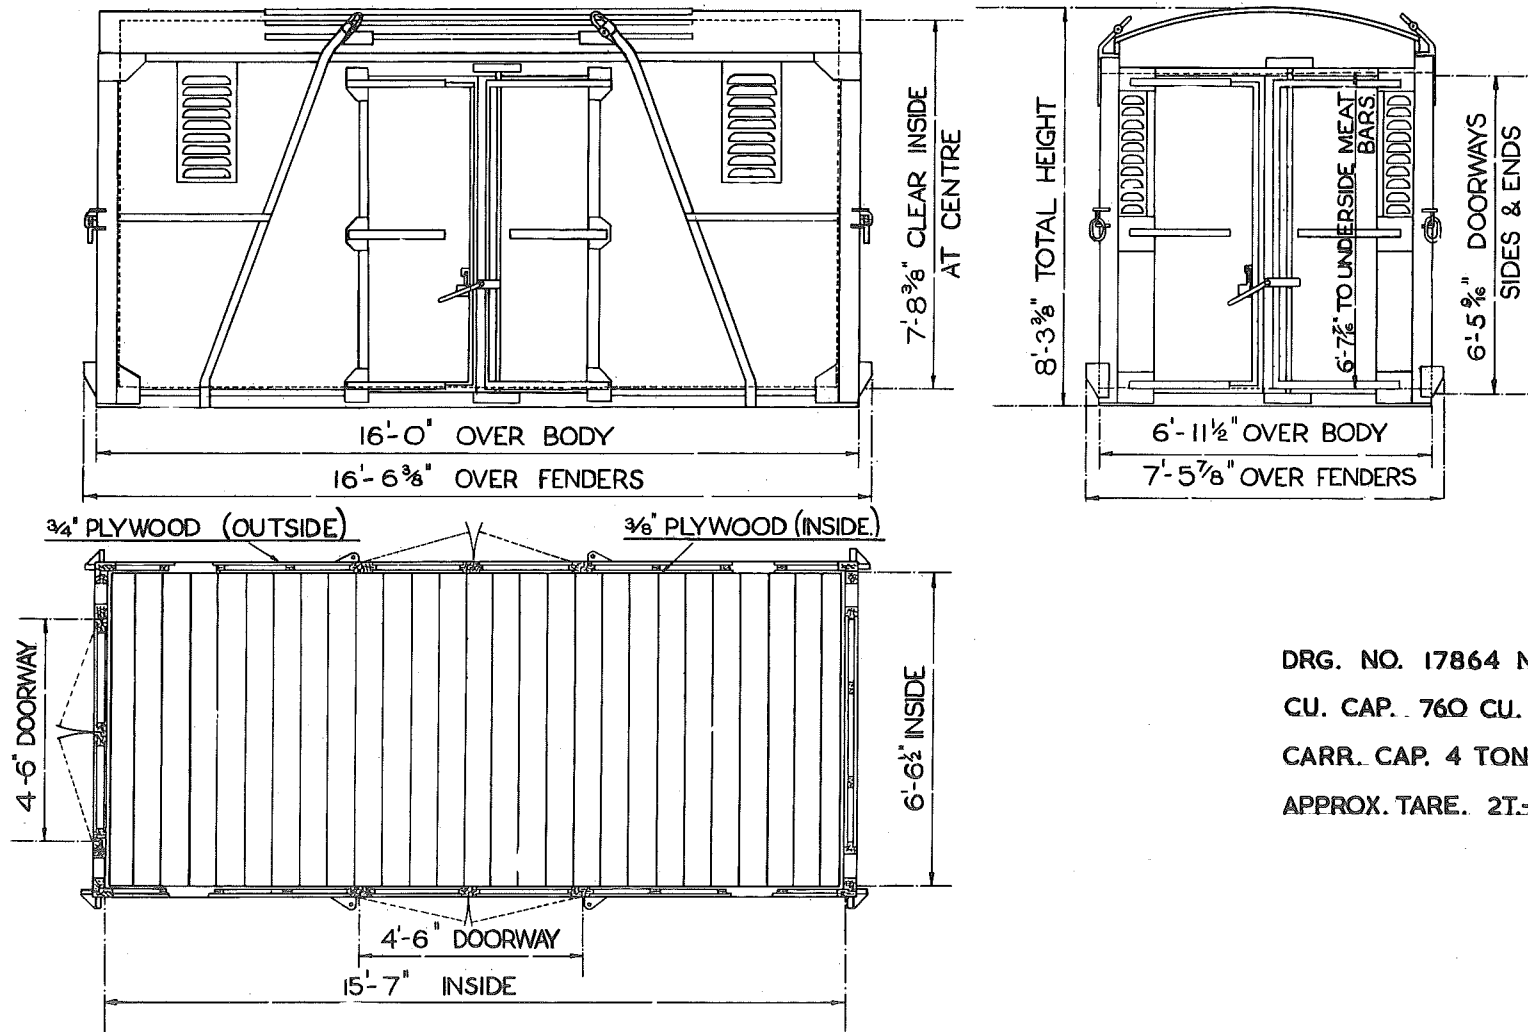 7'-8⅜" CLEAR INSIDE
AT CENTRE
16'-0" OVER BODY
16'-6⅜" OVER FENDERS
8'-3⅜" TOTAL HEIGHT
6'-7 7/16" TO UNDERSIDE MEAT
BARS.
6'-5 9/16" DOORWAYS
SIDES & ENDS
6'-11½" OVER BODY
7'-5⅞" OVER FENDERS
¾" PLYWOOD (OUTSIDE)
⅜" PLYWOOD (INSIDE.)
4'-6" DOORWAY
6'-6½" INSIDE
4'-6" DOORWAY
15'-7" INSIDE
DRG. NO. 17864 N
CU. CAP. 760 CU.
CARR. CAP. 4 TON
APPROX. TARE. 2T.-